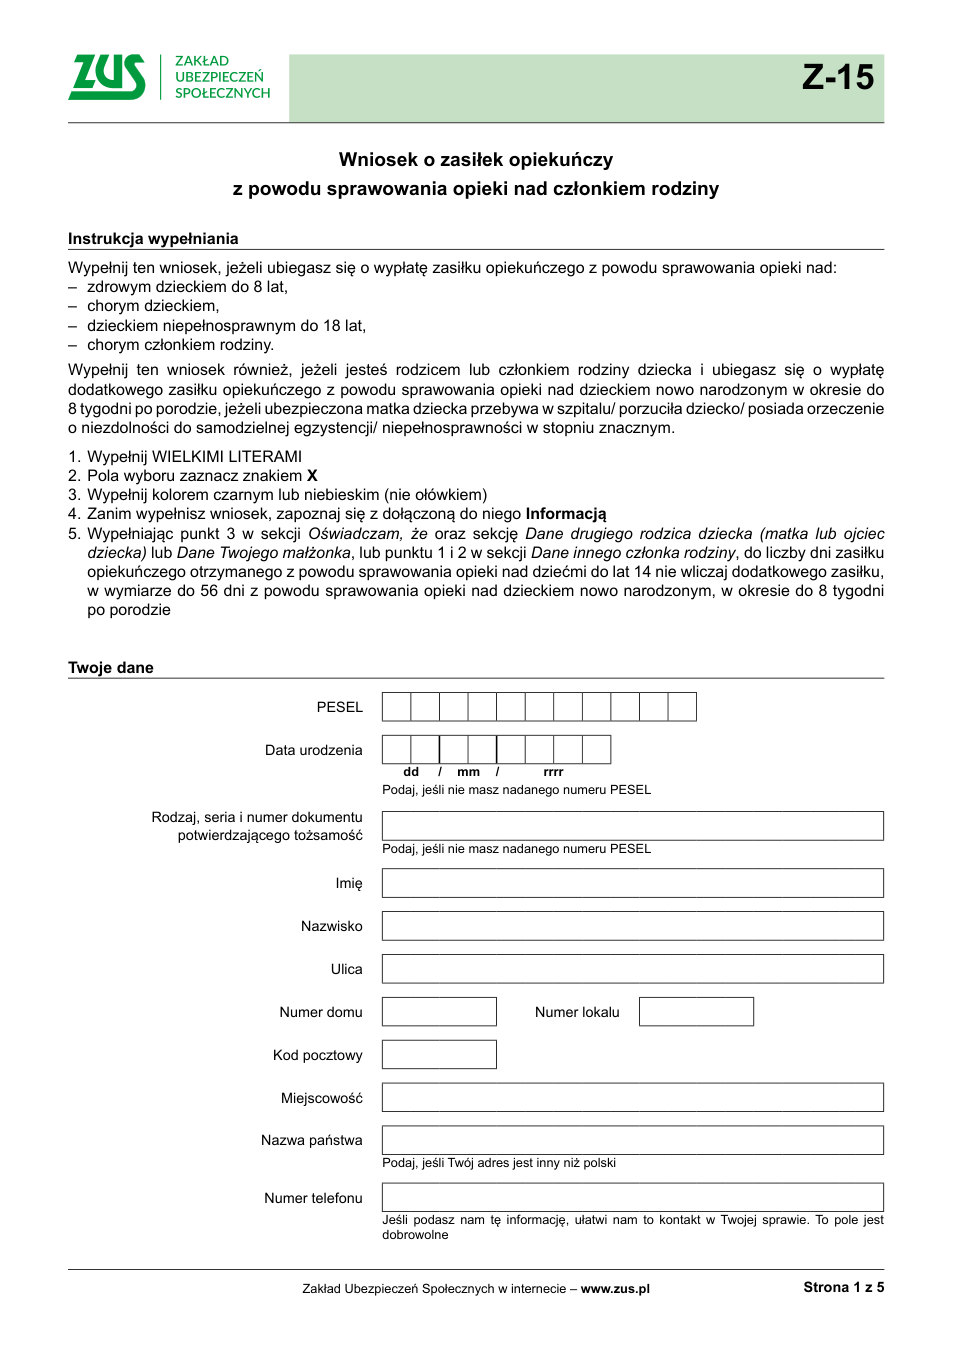 ZUS
ZAKŁAD
UBEZPIECZEŃ
SPOŁECZNYCH
Z-15
Wniosek o zasiłek opiekuńczy
z powodu sprawowania opieki nad członkiem rodziny
Instrukcja wypełniania
Wypełnij ten wniosek, jeżeli ubiegasz się o wypłatę zasiłku opiekuńczego z powodu sprawowania opieki nad:
– zdrowym dzieckiem do 8 lat,
– chorym dzieckiem,
– dzieckiem niepełnosprawnym do 18 lat,
– chorym członkiem rodziny.
Wypełnij ten wniosek również, jeżeli jesteś rodzicem lub członkiem rodziny dziecka i ubiegasz się o wypłatę
dodatkowego zasiłku opiekuńczego z powodu sprawowania opieki nad dzieckiem nowo narodzonym w okresie do
8 tygodni po porodzie, jeżeli ubezpieczona matka dziecka przebywa w szpitalu/ porzuciła dziecko/ posiada orzeczenie
o niezdolności do samodzielnej egzystencji/ niepełnosprawności w stopniu znacznym.
1. Wypełnij WIELKIMI LITERAMI
2. Pola wyboru zaznacz znakiem X
3. Wypełnij kolorem czarnym lub niebieskim (nie ołówkiem)
4. Zanim wypełnisz wniosek, zapoznaj się z dołączoną do niego Informacją
5. Wypełniając punkt 3 w sekcji Oświadczam, że oraz sekcję Dane drugiego rodzica dziecka (matka lub ojciec
dziecka) lub Dane Twojego małżonka, lub punktu 1 i 2 w sekcji Dane innego członka rodziny, do liczby dni zasiłku
opiekuńczego otrzymanego z powodu sprawowania opieki nad dziećmi do lat 14 nie wliczaj dodatkowego zasiłku,
w wymiarze do 56 dni z powodu sprawowania opieki nad dzieckiem nowo narodzonym, w okresie do 8 tygodni
po porodzie
Twoje dane
PESEL
Data urodzenia
dd / mm / rrrr
Podaj, jeśli nie masz nadanego numeru PESEL
Rodzaj, seria i numer dokumentu
potwierdzającego tożsamość
Podaj, jeśli nie masz nadanego numeru PESEL
Imię
Nazwisko
Ulica
Numer domu Numer lokalu
Kod pocztowy
Miejscowość
Nazwa państwa
Podaj, jeśli Twój adres jest inny niż polski
Numer telefonu
Jeśli podasz nam tę informację, ułatwi nam to kontakt w Twojej sprawie. To pole jest
dobrowolne
Zakład Ubezpieczeń Społecznych w internecie – www.zus.pl Strona 1 z 5